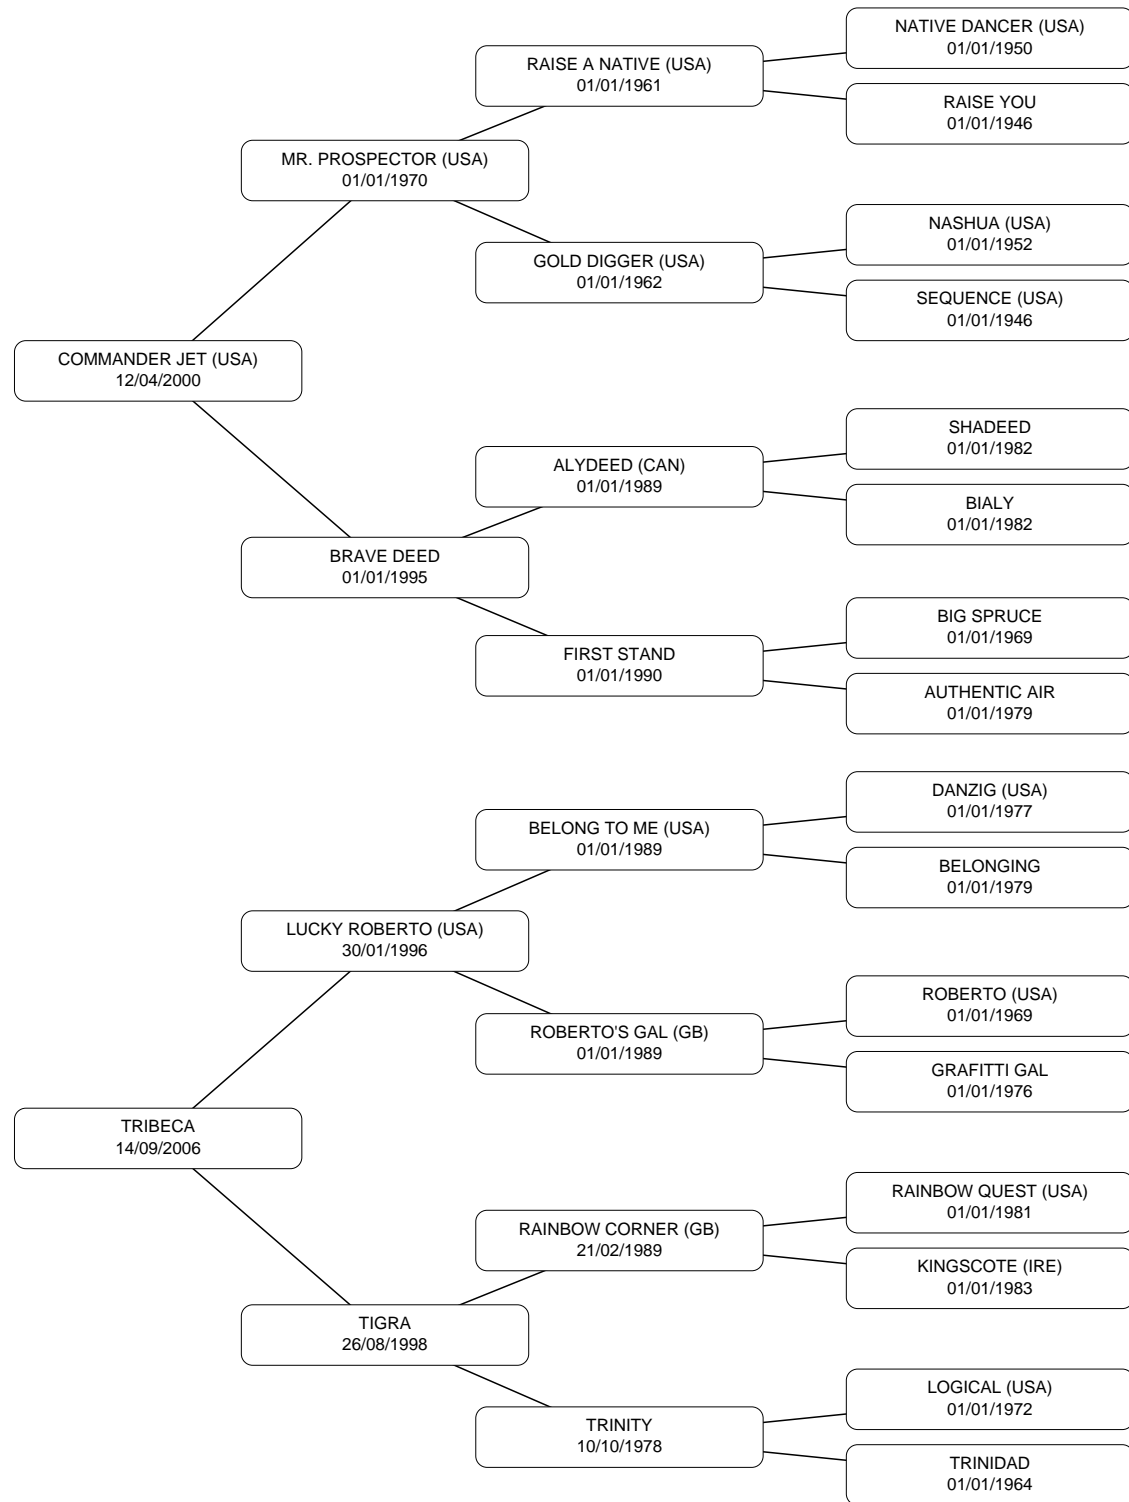 NATIVE DANCER (USA)
01/01/1950
RAISE A NATIVE (USA)
01/01/1961
RAISE YOU
01/01/1946
MR. PROSPECTOR (USA)
01/01/1970
NASHUA (USA)
01/01/1952
GOLD DIGGER (USA)
01/01/1962
SEQUENCE (USA)
01/01/1946
COMMANDER JET (USA)
12/04/2000
SHADEED
01/01/1982
ALYDEED (CAN)
01/01/1989
BIALY
01/01/1982
BRAVE DEED
01/01/1995
BIG SPRUCE
01/01/1969
FIRST STAND
01/01/1990
AUTHENTIC AIR
01/01/1979
DANZIG (USA)
01/01/1977
BELONG TO ME (USA)
01/01/1989
BELONGING
01/01/1979
LUCKY ROBERTO (USA)
30/01/1996
ROBERTO (USA)
01/01/1969
ROBERTO'S GAL (GB)
01/01/1989
GRAFITTI GAL
01/01/1976
TRIBECA
14/09/2006
RAINBOW QUEST (USA)
01/01/1981
RAINBOW CORNER (GB)
21/02/1989
KINGSCOTE (IRE)
01/01/1983
TIGRA
26/08/1998
LOGICAL (USA)
01/01/1972
TRINITY
10/10/1978
TRINIDAD
01/01/1964